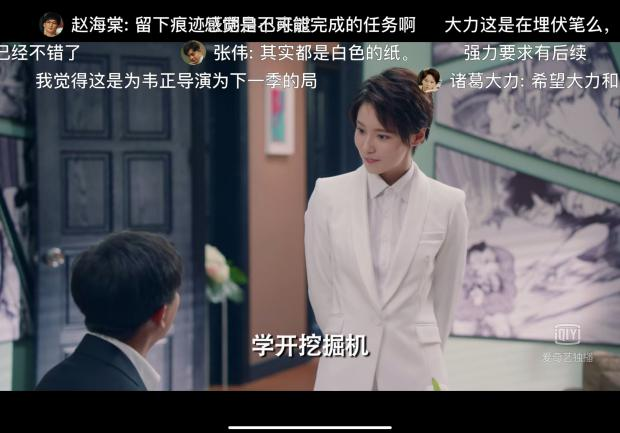 赵海棠: 留下痕迹感觉是不可能完成的任务啊
大力这是在埋伏笔么,
已经不错了
张伟: 其实都是白色的纸。
强力要求有后续
我觉得这是为韦正导演为下一季的局
诸葛大力: 希望大力和
学开挖掘机
iQIYI
爱奇艺独播